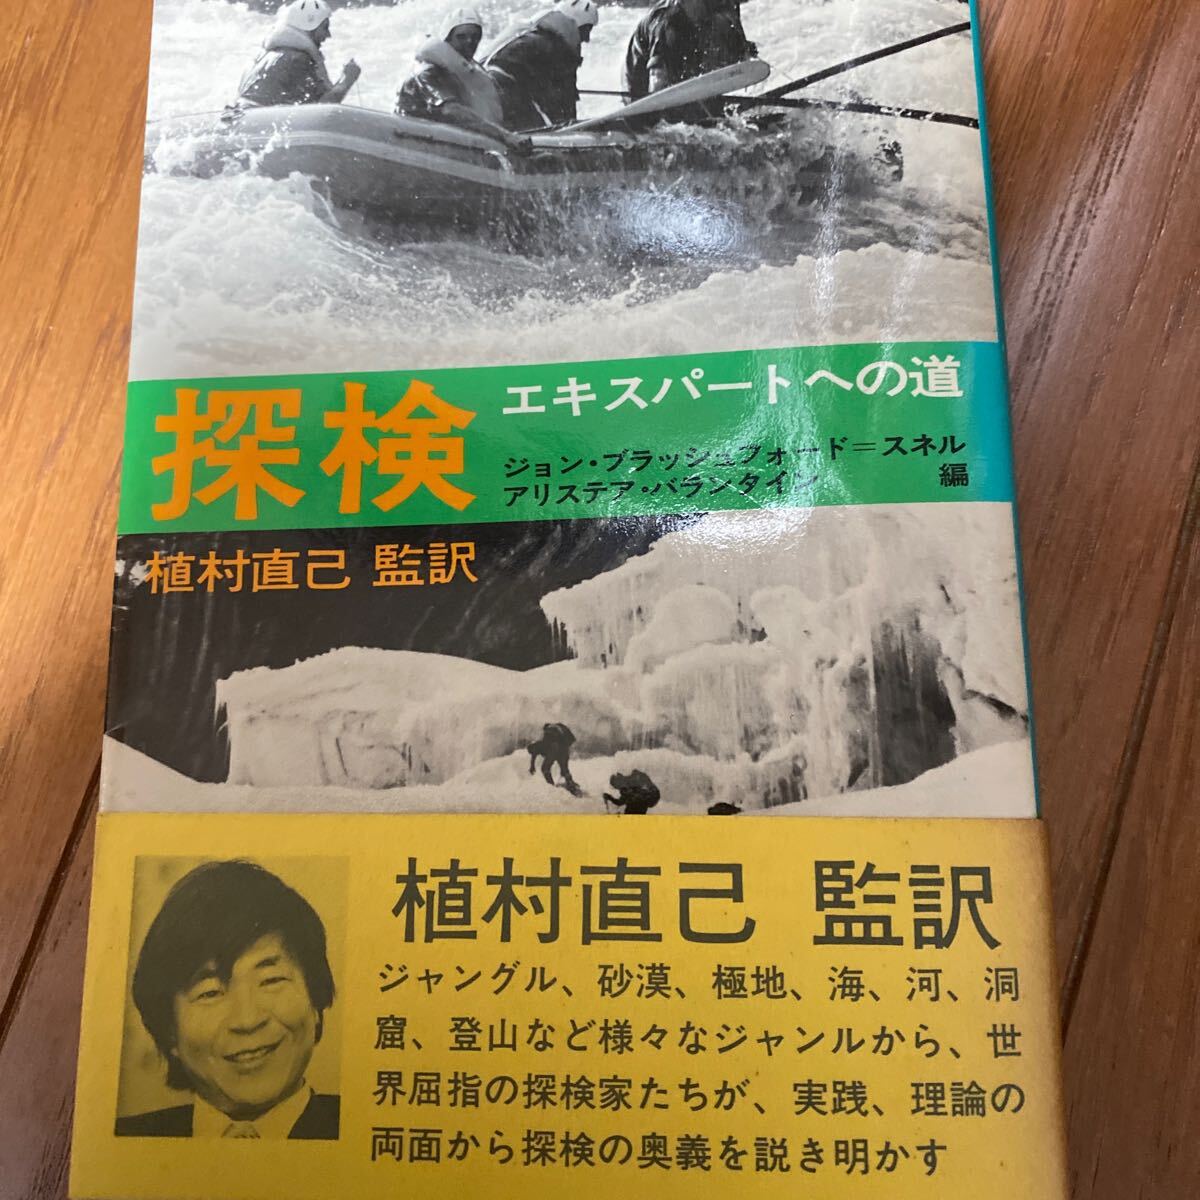 探検
エキスパートへの道
ジョン・ブラッシュフォード＝スネル
アリステア・バランタイン
編
植村直己 監訳
植村直己 監訳
ジャングル、砂漠、極地、海、河、洞
窟、登山など様々なジャンルから、世
界屈指の探検家たちが、実践、理論の
両面から探検の奥義を説き明かす